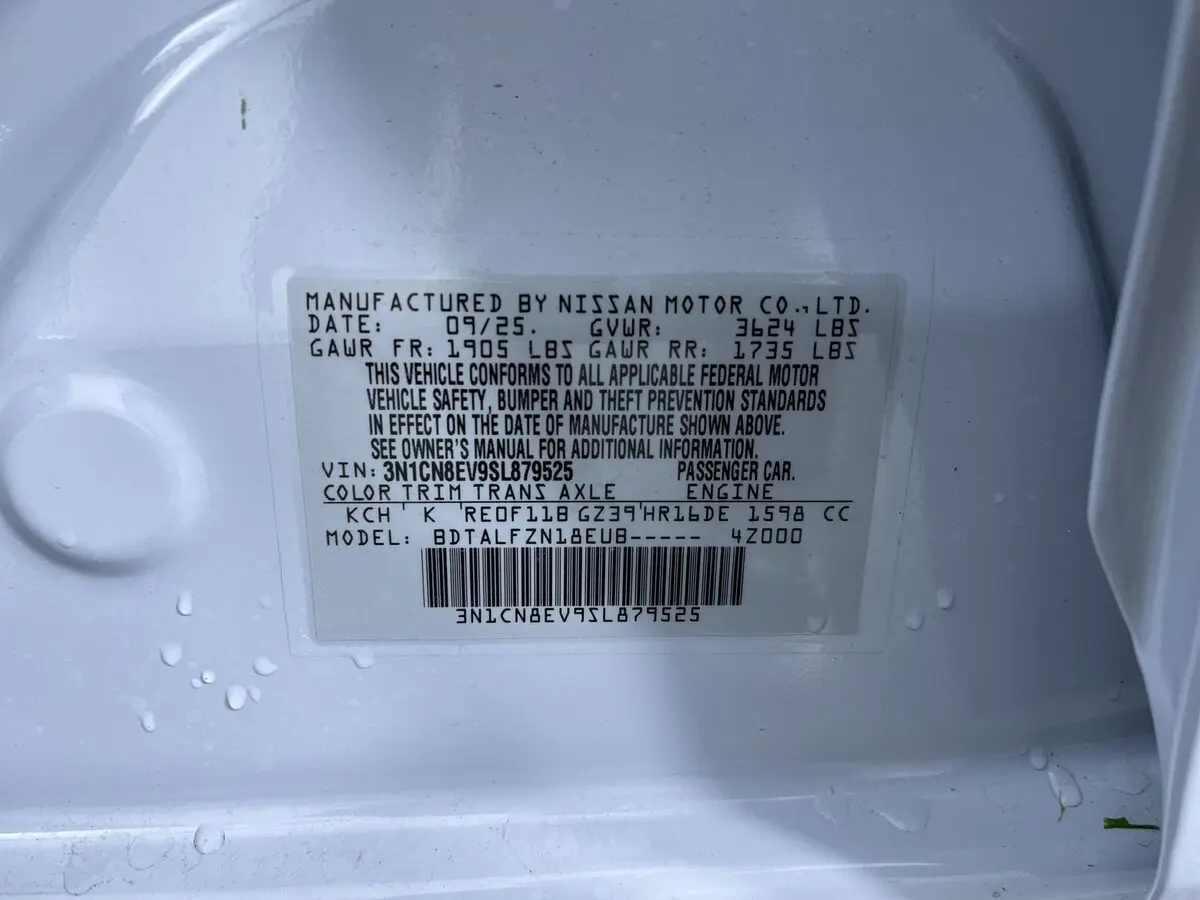 MANUFACTURED BY NISSAN MOTOR CO.,LTD.
DATE: 09/25. GVWR: 3624 LBS
GAWR FR: 1905 LBS GAWR RR: 1735 LBS
THIS VEHICLE CONFORMS TO ALL APPLICABLE FEDERAL MOTOR
VEHICLE SAFETY, BUMPER AND THEFT PREVENTION STANDARDS
IN EFFECT ON THE DATE OF MANUFACTURE SHOWN ABOVE.
SEE OWNER'S MANUAL FOR ADDITIONAL INFORMATION.
VIN: 3N1CN8EV9SL879525 PASSENGER CAR.
COLOR TRIM TRANS AXLE ENGINE
KCH ' K 'RE0F11B GZ39'HR16DE 1598 CC
MODEL: BDTALFZN18EUB----- 4Z000
3N1CN8EV9SL879525